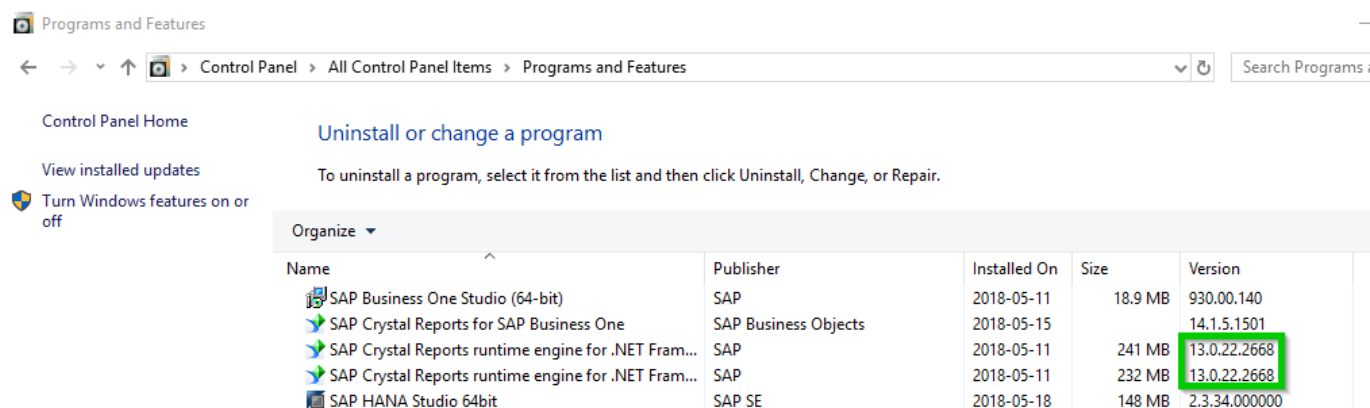 Programs and Features
Control Panel > All Control Panel Items > Programs and Features
Search Programs
Control Panel Home
Uninstall or change a program
View installed updates
To uninstall a program, select it from the list and then click Uninstall, Change, or Repair.
Turn Windows features on or
off
Organize
Name Publisher Installed On Size Version
SAP Business One Studio (64-bit) SAP 2018-05-11 18.9 MB 930.00.140
SAP Crystal Reports for SAP Business One SAP Business Objects 2018-05-15 14.1.5.1501
SAP Crystal Reports runtime engine for .NET Fram... SAP 2018-05-11 241 MB 13.0.22.2668
SAP Crystal Reports runtime engine for .NET Fram... SAP 2018-05-11 232 MB 13.0.22.2668
SAP HANA Studio 64bit SAP SE 2018-05-18 148 MB 2.3.34.000000